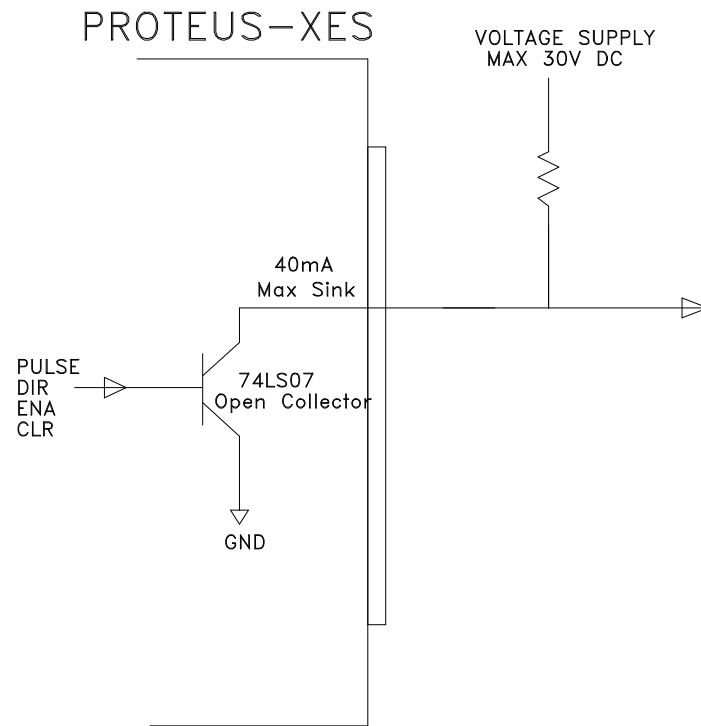 PROTEUS-XES
VOLTAGE SUPPLY
MAX 30V DC
40mA
Max Sink
PULSE
DIR
ENA
CLR
74LS07
Open Collector
GND